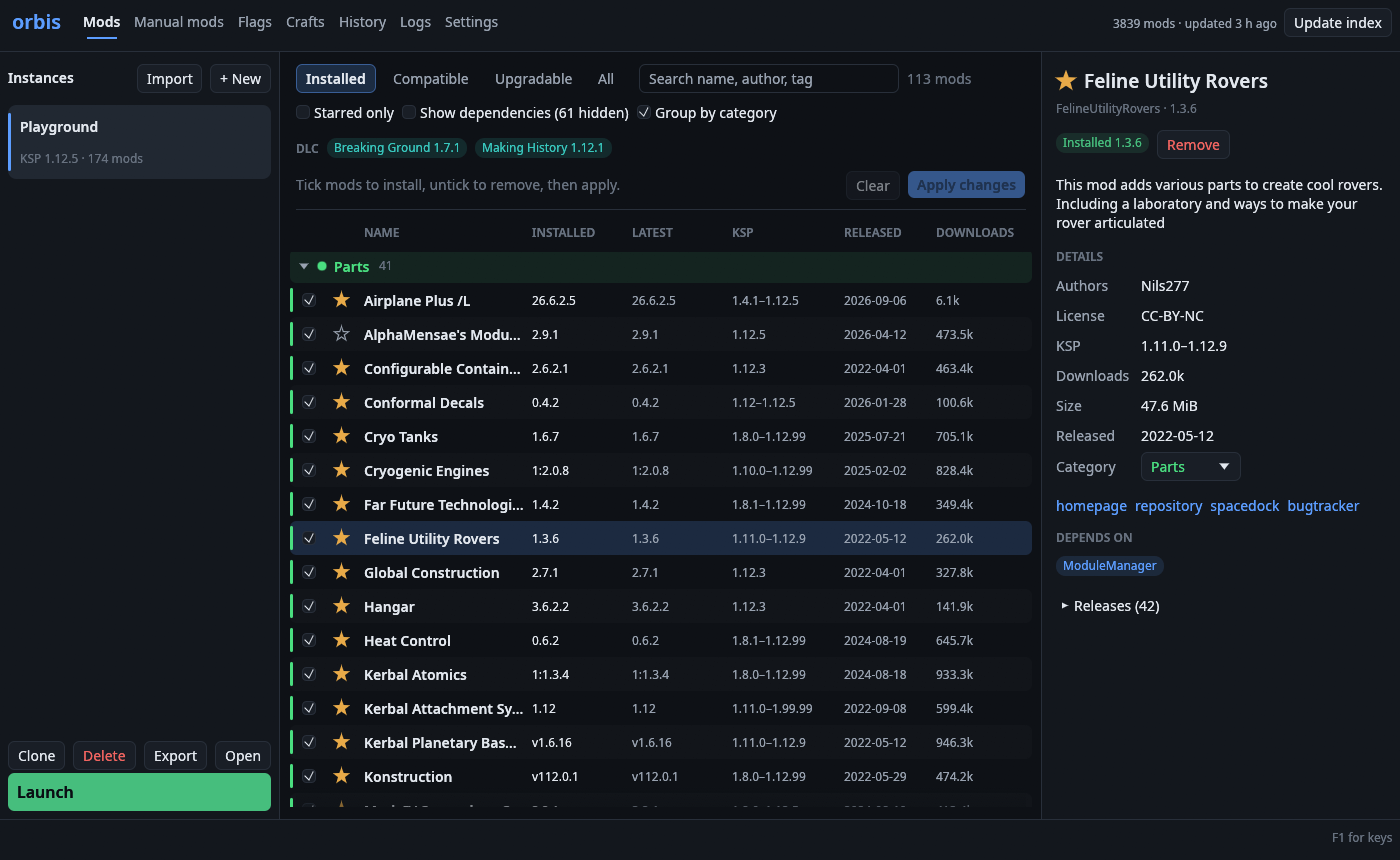 orbis Mods Manual mods Flags Crafts History Logs Settings 3839 mods · updated 3 h ago Update index
Instances Import + New
Playground
KSP 1.12.5 · 174 mods
Clone Delete Export Open
Launch
Installed Compatible Upgradable All Search name, author, tag 113 mods
Starred only Show dependencies (61 hidden) Group by category
DLC Breaking Ground 1.7.1 Making History 1.12.1
Tick mods to install, untick to remove, then apply. Clear Apply changes
NAME INSTALLED LATEST KSP RELEASED DOWNLOADS
Parts 41
Airplane Plus /L 26.6.2.5 26.6.2.5 1.4.1–1.12.5 2026-09-06 6.1k
AlphaMensae's Modu... 2.9.1 2.9.1 1.12.5 2026-04-12 473.5k
Configurable Contain... 2.6.2.1 2.6.2.1 1.12.3 2022-04-01 463.4k
Conformal Decals 0.4.2 0.4.2 1.12–1.12.5 2026-01-28 100.6k
Cryo Tanks 1.6.7 1.6.7 1.8.0–1.12.99 2025-07-21 705.1k
Cryogenic Engines 1:2.0.8 1:2.0.8 1.10.0–1.12.99 2025-02-02 828.4k
Far Future Technologi... 1.4.2 1.4.2 1.8.1–1.12.99 2024-10-18 349.4k
Feline Utility Rovers 1.3.6 1.3.6 1.11.0–1.12.9 2022-05-12 262.0k
Global Construction 2.7.1 2.7.1 1.12.3 2022-04-01 327.8k
Hangar 3.6.2.2 3.6.2.2 1.12.3 2022-04-01 141.9k
Heat Control 0.6.2 0.6.2 1.8.1–1.12.99 2024-08-19 645.7k
Kerbal Atomics 1:1.3.4 1:1.3.4 1.8.0–1.12.99 2024-08-18 933.3k
Kerbal Attachment Sy... 1.12 1.12 1.11.0–1.99.99 2022-09-08 599.4k
Kerbal Planetary Bas... v1.6.16 v1.6.16 1.11.0–1.12.9 2022-05-12 946.3k
Konstruction v112.0.1 v112.0.1 1.8.0–1.12.99 2022-05-29 474.2k
Feline Utility Rovers
FelineUtilityRovers · 1.3.6
Installed 1.3.6 Remove
This mod adds various parts to create cool rovers.
Including a laboratory and ways to make your
rover articulated
DETAILS
Authors Nils277
License CC-BY-NC
KSP 1.11.0–1.12.9
Downloads 262.0k
Size 47.6 MiB
Released 2022-05-12
Category Parts
homepage repository spacedock bugtracker
DEPENDS ON
ModuleManager
Releases (42)
F1 for keys